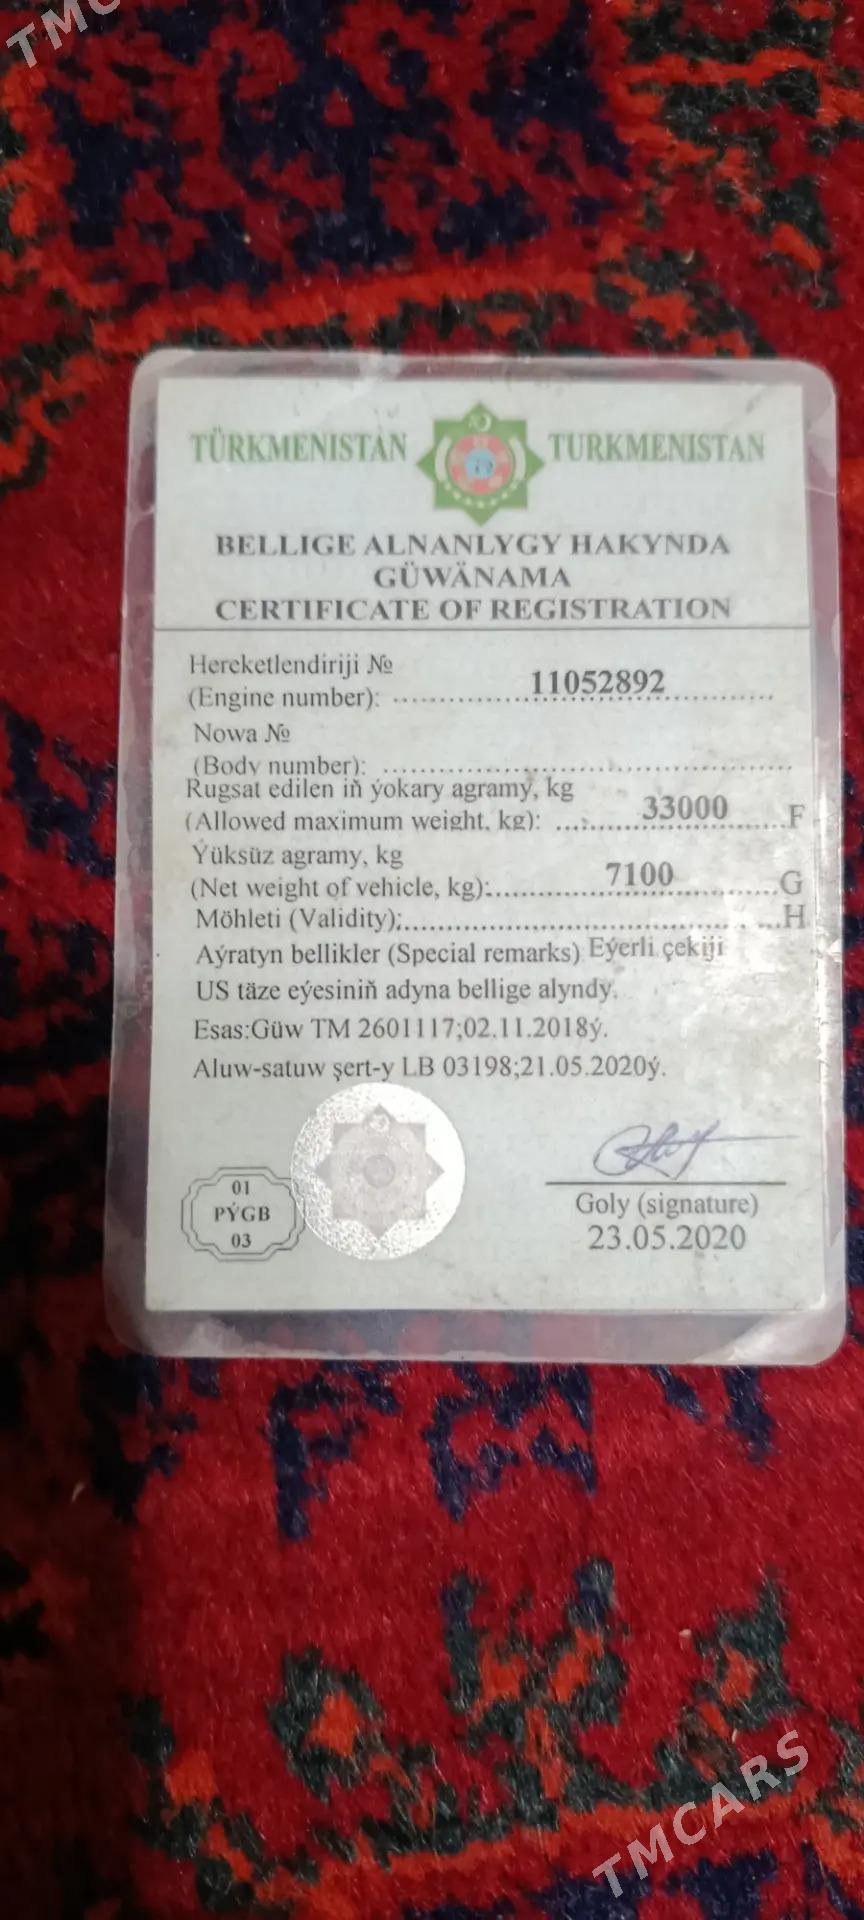 TMC
TÜRKMENISTAN TURKMENISTAN
BELLIGE ALNANLYGY HAKYNDA
GÜWÄNAMA
CERTIFICATE OF REGISTRATION
Hereketlendiriji №
(Engine number): 11052892
Nowa №
(Body number):
Rugsat edilen iň ýokary agramy, kg
(Allowed maximum weight, kg): 33000 F
Ýüksüz agramy, kg
(Net weight of vehicle, kg): 7100 G
Möhleti (Validity): H
Aýratyn bellikler (Special remarks) Eýerli çekiji
US täze eýesiniň adyna bellige alyndy.
Esas:Güw TM 2601117;02.11.2018ý.
Aluw-satuw şert-y LB 03198;21.05.2020ý.
01
PÝGB
03
Goly (signature)
23.05.2020
TMCARS